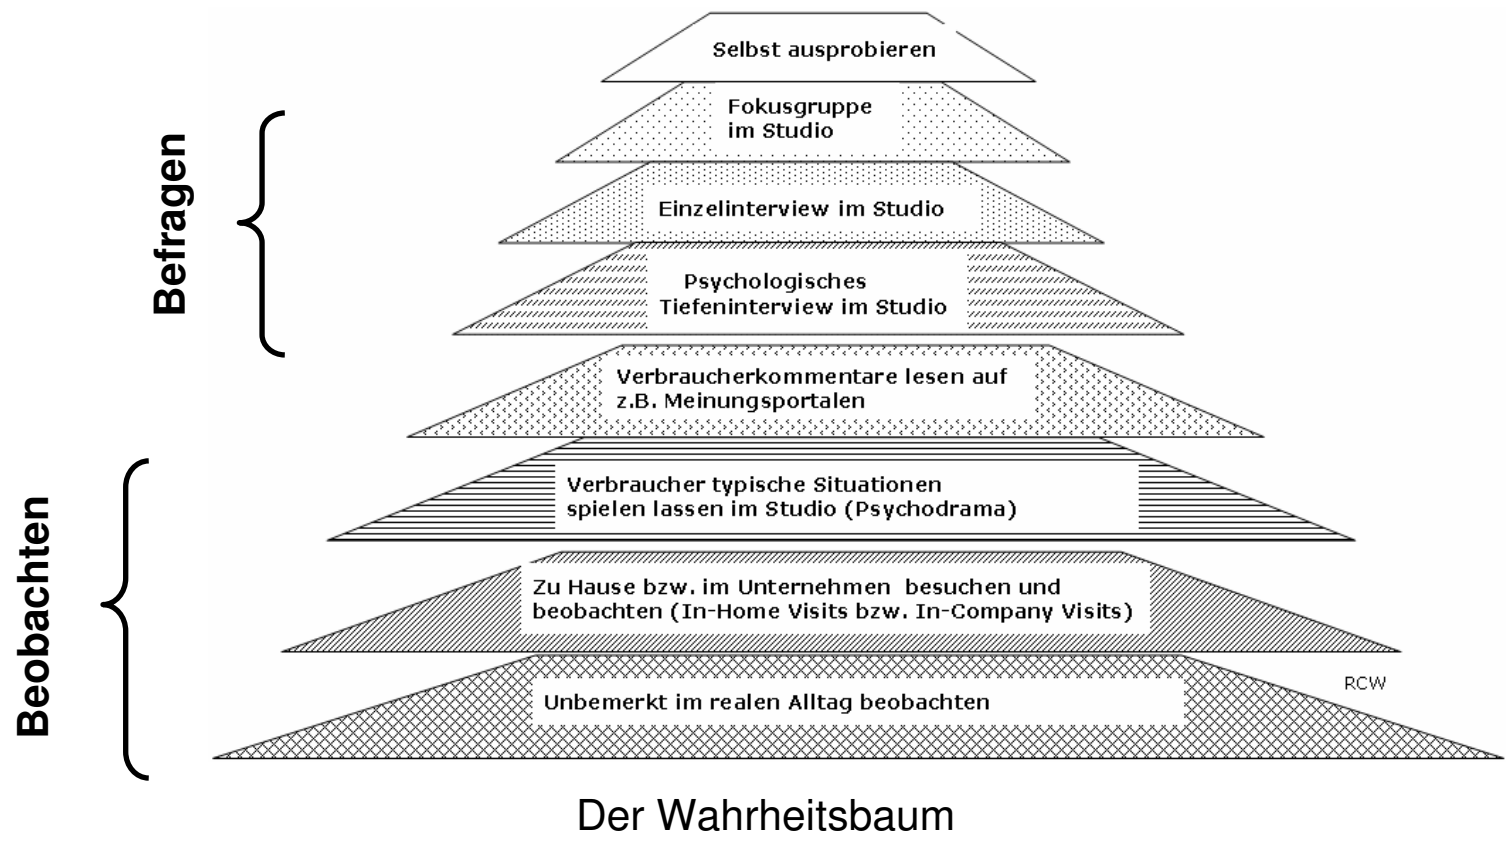 Selbst ausprobieren
Fokusgruppe
im Studio
Befragen
Einzelinterview im Studio
Psychologisches
Tiefeninterview im Studio
Verbraucherkommentare lesen auf
z.B. Meinungsportalen
Beobachten
Verbraucher typische Situationen
spielen lassen im Studio (Psychodrama)
Zu Hause bzw. im Unternehmen besuchen und
beobachten (In-Home Visits bzw. In-Company Visits)
RCW
Unbemerkt im realen Alltag beobachten
Der Wahrheitsbaum